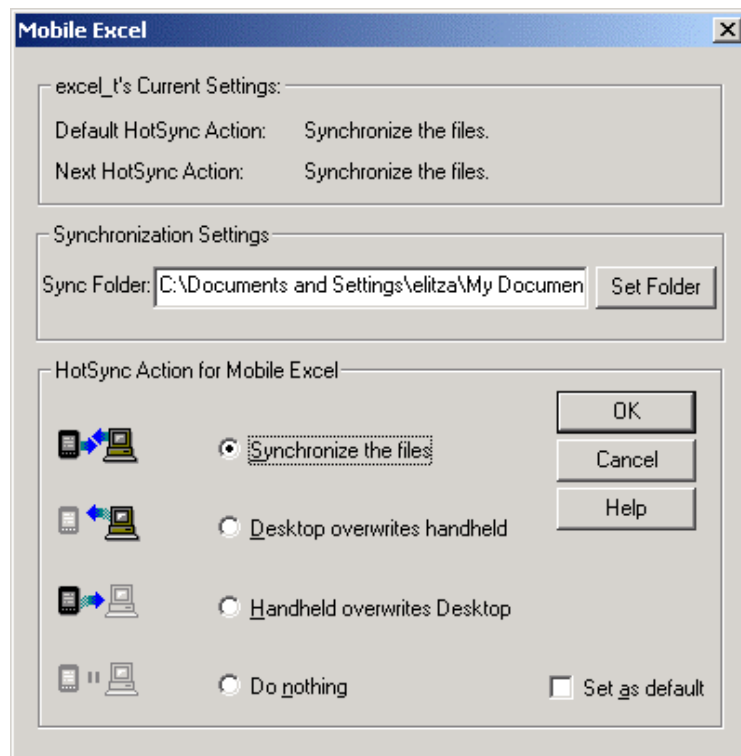 Mobile Excel
excel_t's Current Settings:
Default HotSync Action: Synchronize the files.
Next HotSync Action: Synchronize the files.
Synchronization Settings
Sync Folder: C:\Documents and Settings\elitza\My Documen Set Folder
HotSync Action for Mobile Excel
OK
Synchronize the files
Cancel
Help
Desktop overwrites handheld
Handheld overwrites Desktop
Do nothing
Set as default